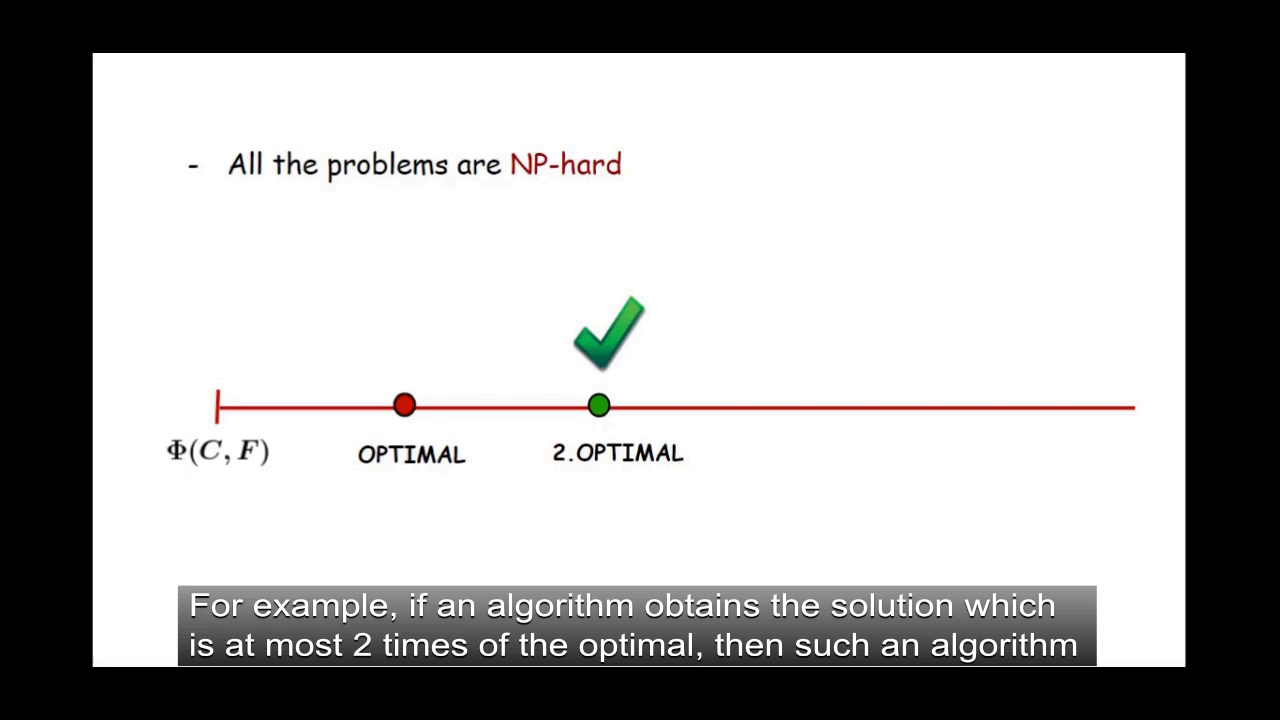 - All the problems are NP-hard
Φ(C, F)
OPTIMAL
2.OPTIMAL
For example, if an algorithm obtains the solution which
is at most 2 times of the optimal, then such an algorithm